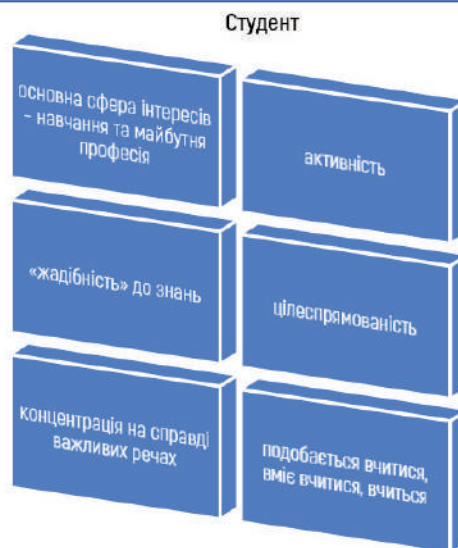 Студент
основна сфера інтересів
– навчання та майбутня
професія
активність
«жадібність» до знань
цілеспрямованість
концентрація на справді
важливих речах
подобається вчитися,
вміє вчитися, вчиться